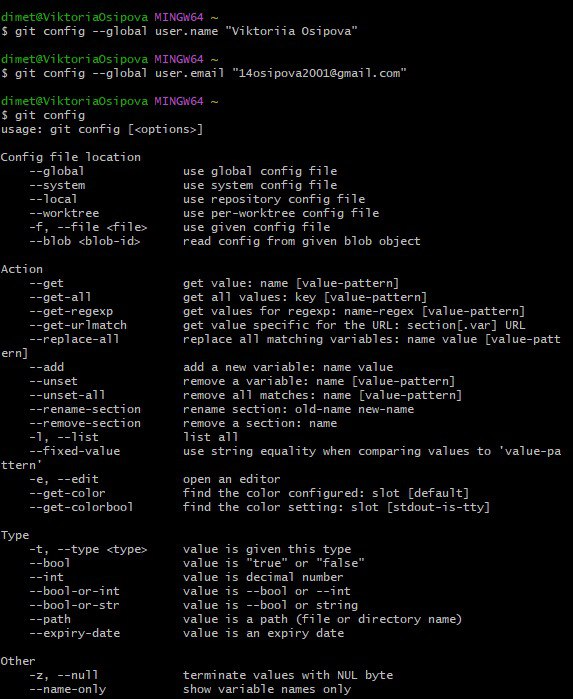 dimet@ViktoriaOsipova MINGW64 ~
$ git config --global user.name "Viktoriia Osipova"
dimet@ViktoriaOsipova MINGW64 ~
$ git config --global user.email "14osipova2001@gmail.com"
dimet@ViktoriaOsipova MINGW64 ~
$ git config
usage: git config [<options>]
Config file location
--global use global config file
--system use system config file
--local use repository config file
--worktree use per-worktree config file
-f, --file <file> use given config file
--blob <blob-id> read config from given blob object
Action
--get get value: name [value-pattern]
--get-all get all values: key [value-pattern]
--get-regexp get values for regexp: name-regex [value-pattern]
--get-urlmatch get value specific for the URL: section[.var] URL
--replace-all replace all matching variables: name value [value-patt
ern]
--add add a new variable: name value
--unset remove a variable: name [value-pattern]
--unset-all remove all matches: name [value-pattern]
--rename-section rename section: old-name new-name
--remove-section remove a section: name
-l, --list list all
--fixed-value use string equality when comparing values to 'value-pa
ttern'
-e, --edit open an editor
--get-color find the color configured: slot [default]
--get-colorbool find the color setting: slot [stdout-is-tty]
Type
-t, --type <type> value is given this type
--bool value is "true" or "false"
--int value is decimal number
--bool-or-int value is --bool or --int
--bool-or-str value is --bool or string
--path value is a path (file or directory name)
--expiry-date value is an expiry date
Other
-z, --null terminate values with NUL byte
--name-only show variable names only